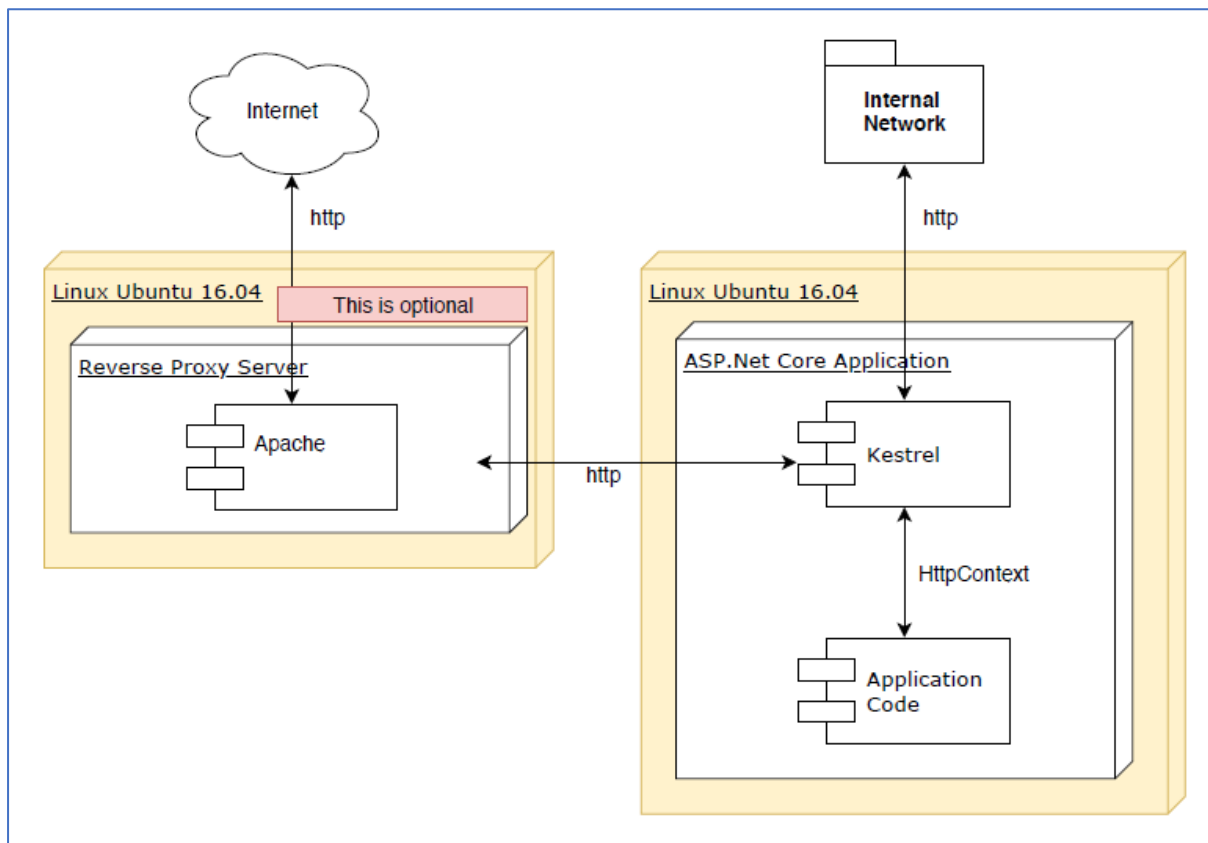 Internet
Internal
Network
http
http
Linux Ubuntu 16.04
Linux Ubuntu 16.04
This is optional
Reverse Proxy Server
ASP.Net Core Application
Apache
Kestrel
http
HttpContext
Application
Code